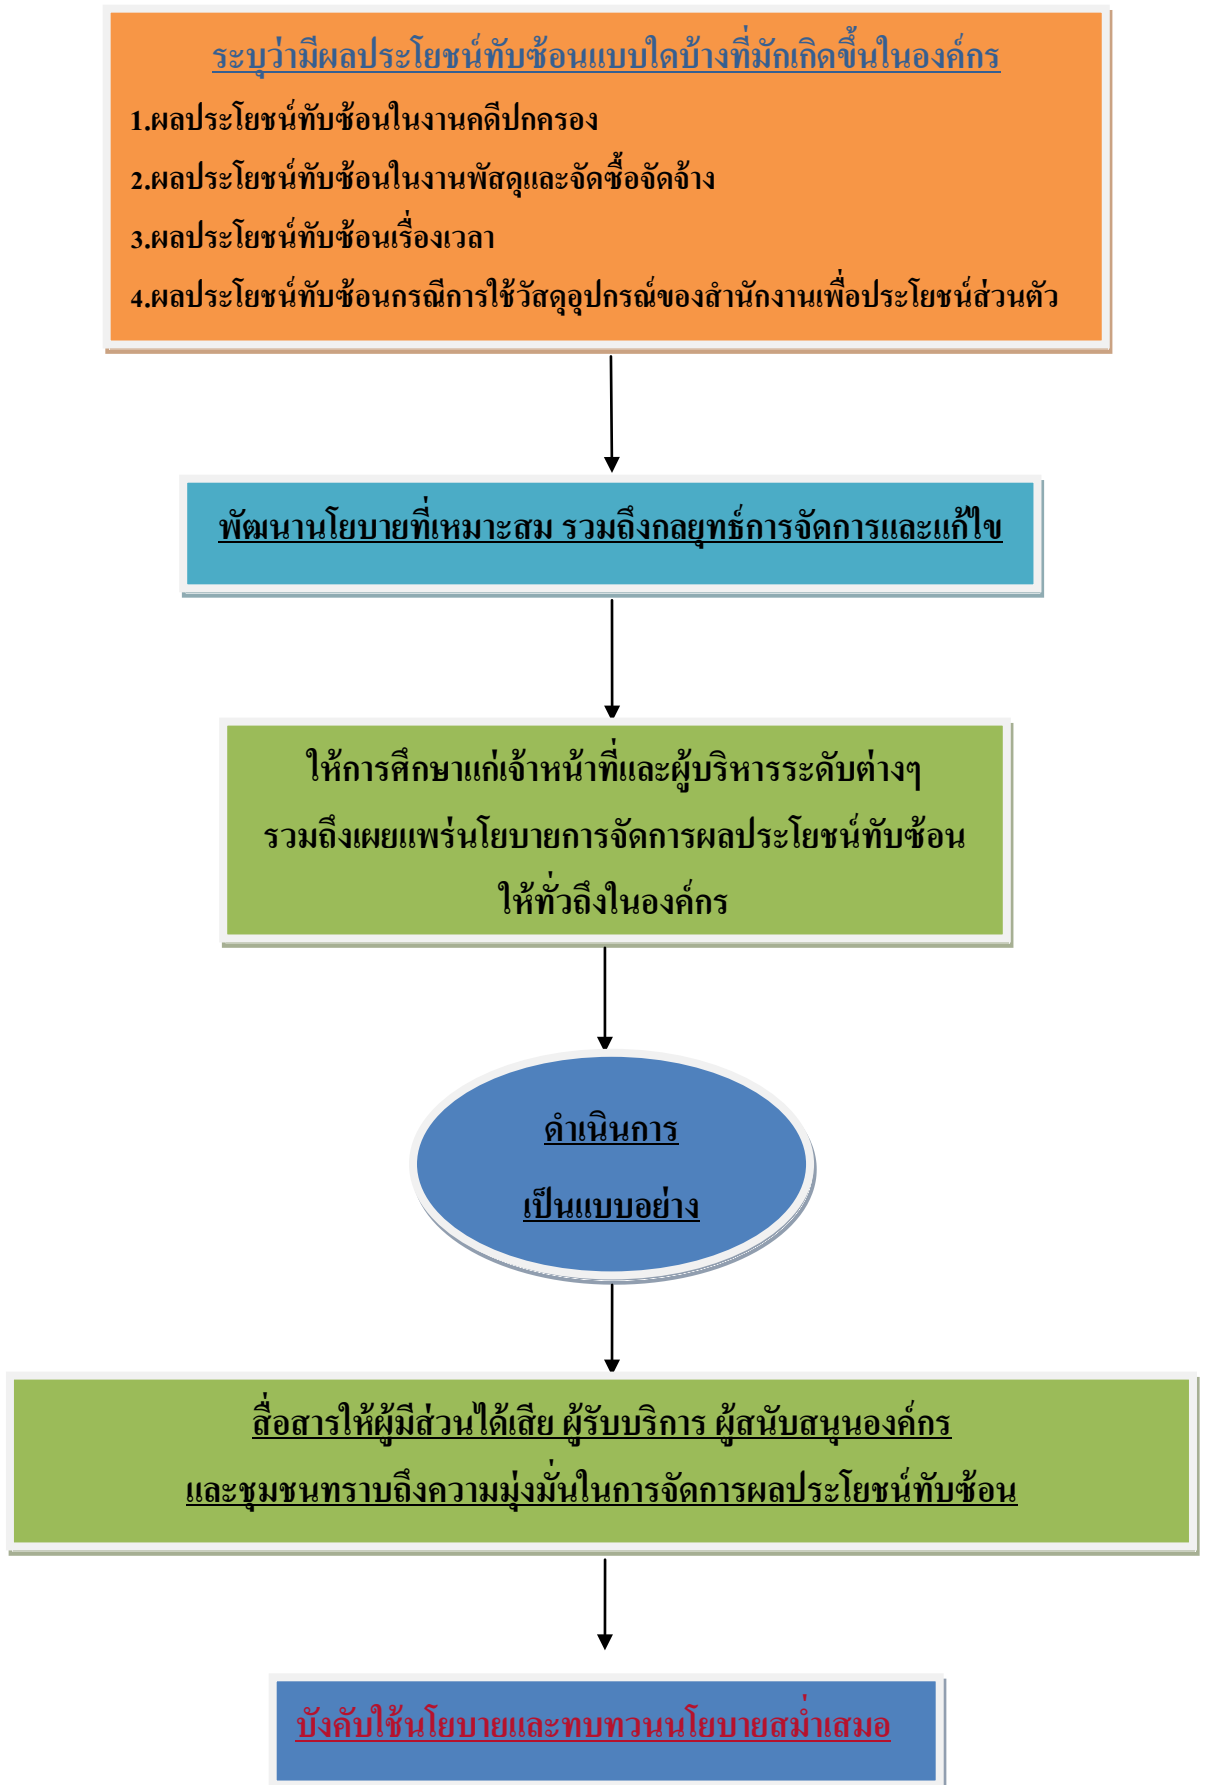 ระบุว่ามีผลประโยชน์ทับซ้อนแบบใดบ้างที่มักเกิดขึ้นในองค์กร
1.ผลประโยชน์ทับซ้อนในงานคดีปกครอง
2.ผลประโยชน์ทับซ้อนในงานพัสดุและจัดซื้อจัดจ้าง
3.ผลประโยชน์ทับซ้อนเรื่องเวลา
4.ผลประโยชน์ทับซ้อนกรณีการใช้วัสดุอุปกรณ์ของสำนักงานเพื่อประโยชน์ส่วนตัว
พัฒนานโยบายที่เหมาะสม รวมถึงกลยุทธ์การจัดการและแก้ไข
ให้การศึกษาแก่เจ้าหน้าที่และผู้บริหารระดับต่างๆ
รวมถึงเผยแพร่นโยบายการจัดการผลประโยชน์ทับซ้อน
ให้ทั่วถึงในองค์กร
ดำเนินการ
เป็นแบบอย่าง
สื่อสารให้ผู้มีส่วนได้เสีย ผู้รับบริการ ผู้สนับสนุนองค์กร
และชุมชนทราบถึงความมุ่งมั่นในการจัดการผลประโยชน์ทับซ้อน
บังคับใช้นโยบายและทบทวนนโยบายสม่ำเสมอ